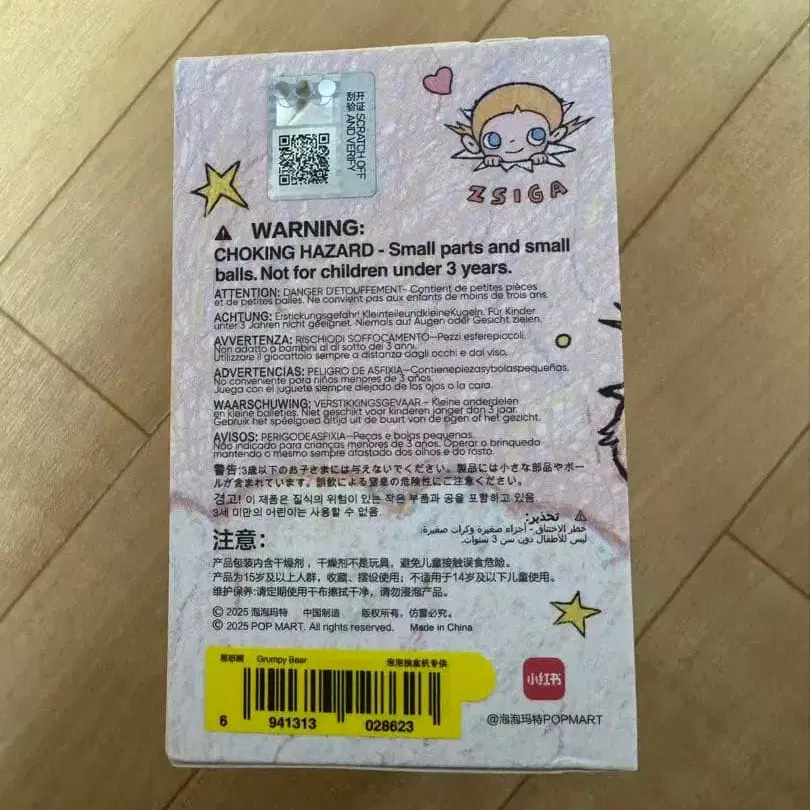 刮开验证 SCRATCH OFF AND VERIFY
ZSIGA
WARNING:
CHOKING HAZARD - Small parts and small
balls. Not for children under 3 years.
ATTENTION: DANGER D'ETOUFFEMENT- Contient de petites pièces
et de petites balles. Ne convient pas aux enfants de moins de trois ans.
ACHTUNG: Erstickungsgefahr! KleinteileundkleineKugeln. Für Kinder
unter 3 Jahren nicht geeignet. Niemals auf Augen oder Gesicht zielen.
AVVERTENZA: RISCHIODI SOFFOCAMENTO-Pezzi esferepiccoli.
Non adatto a bambini al di sotto dei 3 anni.
Utilizzare il giocattolo sempre a distanza dagli occhi e dal viso.
ADVERTENCIAS: PELIGRO DE ASFIXIA-Contienepiezasybolaspequeñas.
No conveniente para niños menores de 3 años.
Juega con el juguete siempre alejado de los ojos o la cara.
WAARSCHUWING: VERSTIKKINGSGEVAAR - Kleine onderdelen
en kleine balletjes. Niet geschikt voor kinderen janger dan 3 jaar.
Gebruik het speelgoed altijd uit de buurt van de ogen of het gezicht.
AVISOS: PERIGODEASFIXIA-Peças e bolas pequenas.
Não indicado para crianças menores de 3 años. Operar o brinquedo
mantendo o mesmo sempre afastado dos olhos e do rosto.
警告:3歳以下のお子さまには与えないでください。製品には小さな部品やボー
ルが含まれています。誤飲による窒息の危険性にご注意ください。
경고! 이 제품은 질식의 위험이 있는 작은 부품과 공을 포함하고 있음.
3세 미만의 어린이는 사용할 수 없음
تحذير:
خطر الاختناق - أجزاء صغيرة وكرات صغيرة.
ليس للأطفال دون سن 3 سنوات.
注意：
产品包装内含干燥剂，干燥剂不是玩具，避免儿童接触误食危险。
产品为15岁及以上人群，收藏、摆设使用；不适用于14岁及以下儿童使用。
维护保养:请定期使用干布擦拭干净，请勿浸泡产品。
© 2025 泡泡玛特 中国制造 版权所有，仿冒必究。
© 2025 POP MART. All rights reserved. Made in China
Grumpy Bear 泡泡抽盒机专供
6 941313 028623
小红书
@泡泡玛特POPMART